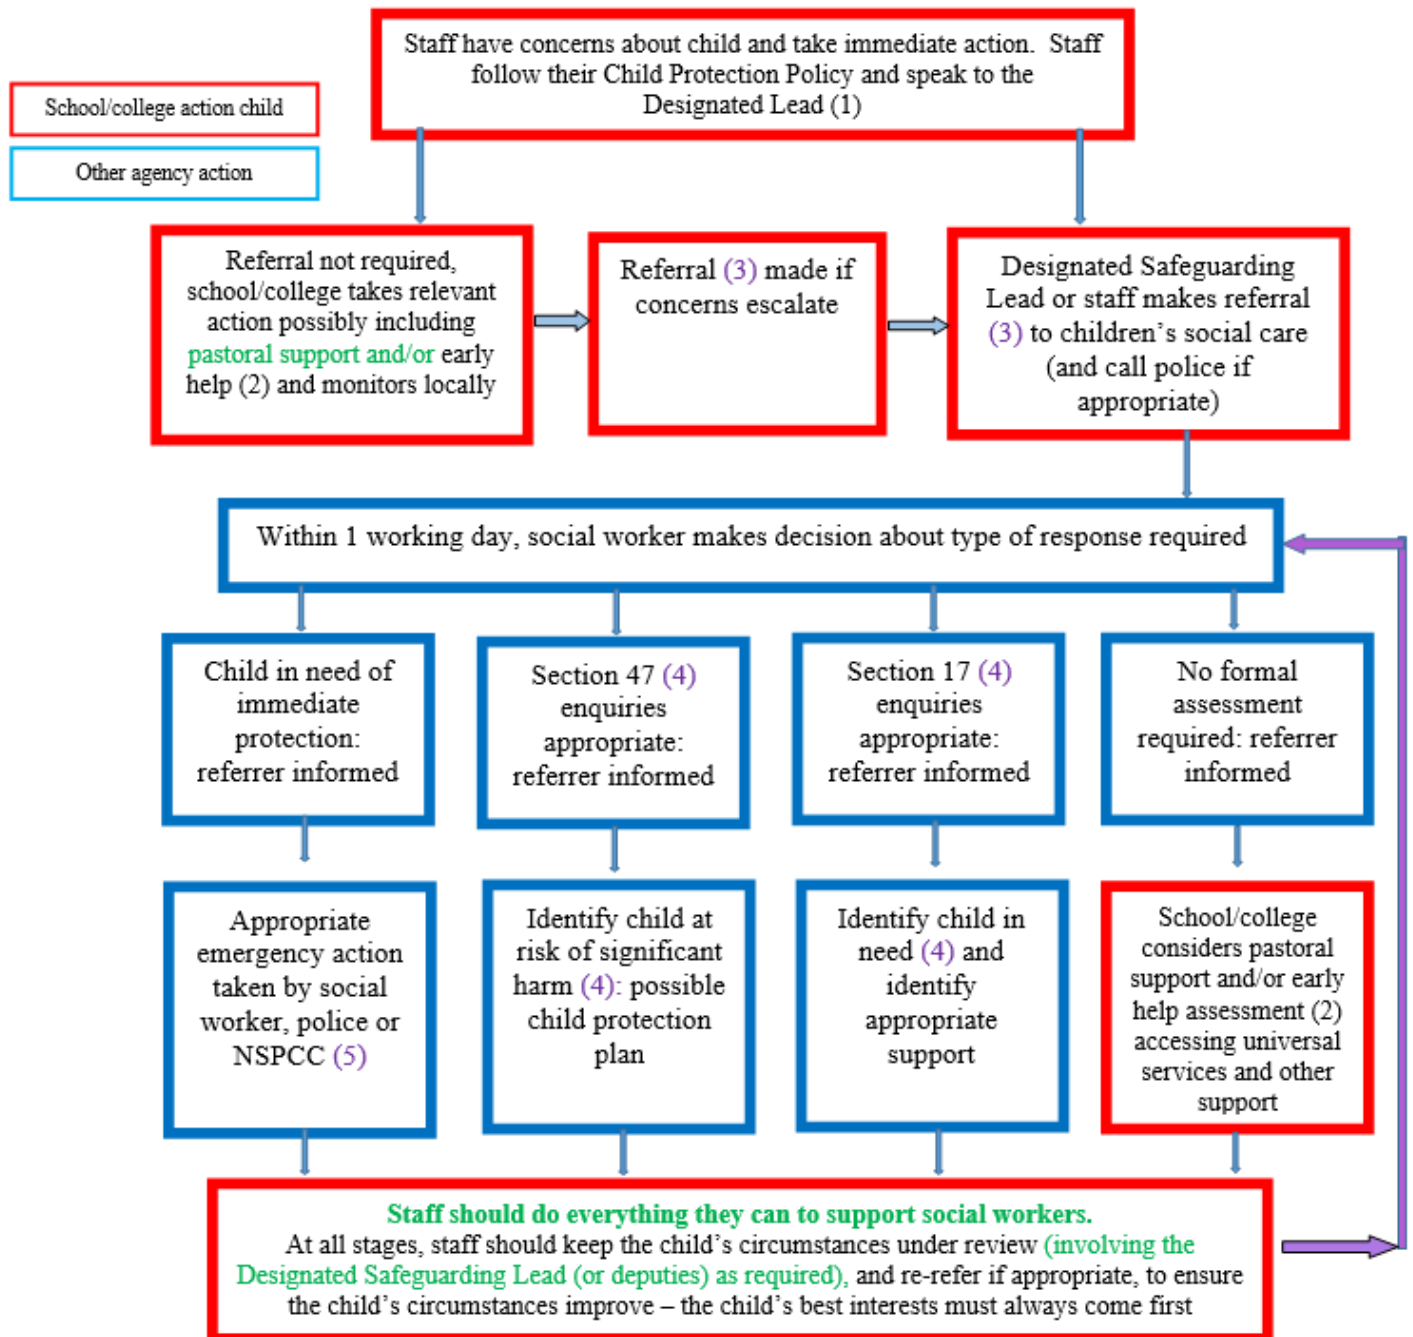 Staff have concerns about child and take immediate action.  Staff
follow their Child Protection Policy and speak to the
Designated Lead (1)
School/college action child
Other agency action
Referral not required,
school/college takes relevant
action possibly including
pastoral support and/or early
help (2) and monitors locally
Referral (3) made if
concerns escalate
Designated Safeguarding
Lead or staff makes referral
(3) to children’s social care
(and call police if
appropriate)
Within 1 working day, social worker makes decision about type of response required
Child in need of
immediate
protection:
referrer informed
Section 47 (4)
enquiries
appropriate:
referrer informed
Section 17 (4)
enquiries
appropriate:
referrer informed
No formal
assessment
required: referrer
informed
Appropriate
emergency action
taken by social
worker, police or
NSPCC (5)
Identify child at
risk of significant
harm (4): possible
child protection
plan
Identify child in
need (4) and
identify
appropriate
support
School/college
considers pastoral
support and/or early
help assessment (2)
accessing universal
services and other
support
Staff should do everything they can to support social workers.
At all stages, staff should keep the child’s circumstances under review (involving the
Designated Safeguarding Lead (or deputies) as required), and re-refer if appropriate, to ensure
the child’s circumstances improve – the child’s best interests must always come first